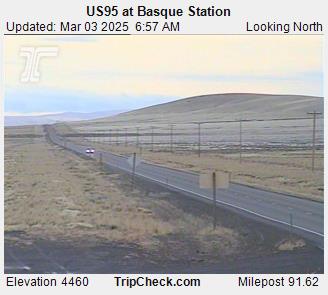 US95 at Basque Station
Updated: Mar 03 2025 6:57 AM Looking North
Elevation 4460 TripCheck.com Milepost 91.62